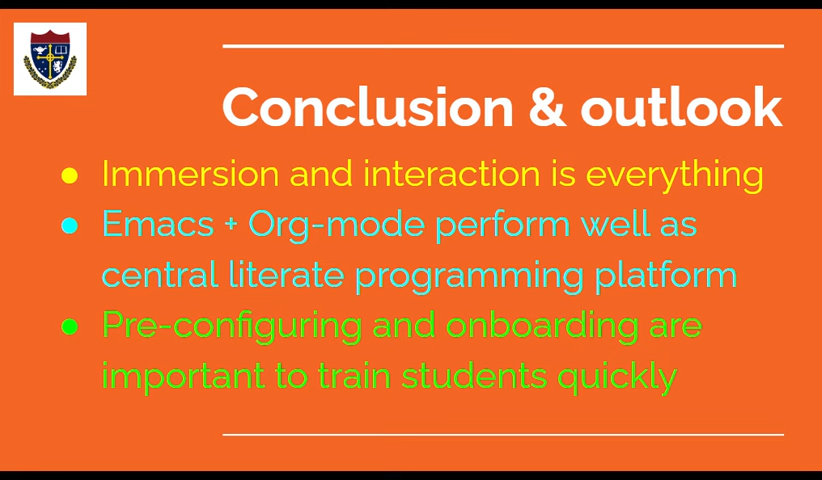 Conclusion & outlook
● Immersion and interaction is everything
● Emacs + Org-mode perform well as
central literate programming platform
● Pre-configuring and onboarding are
important to train students quickly